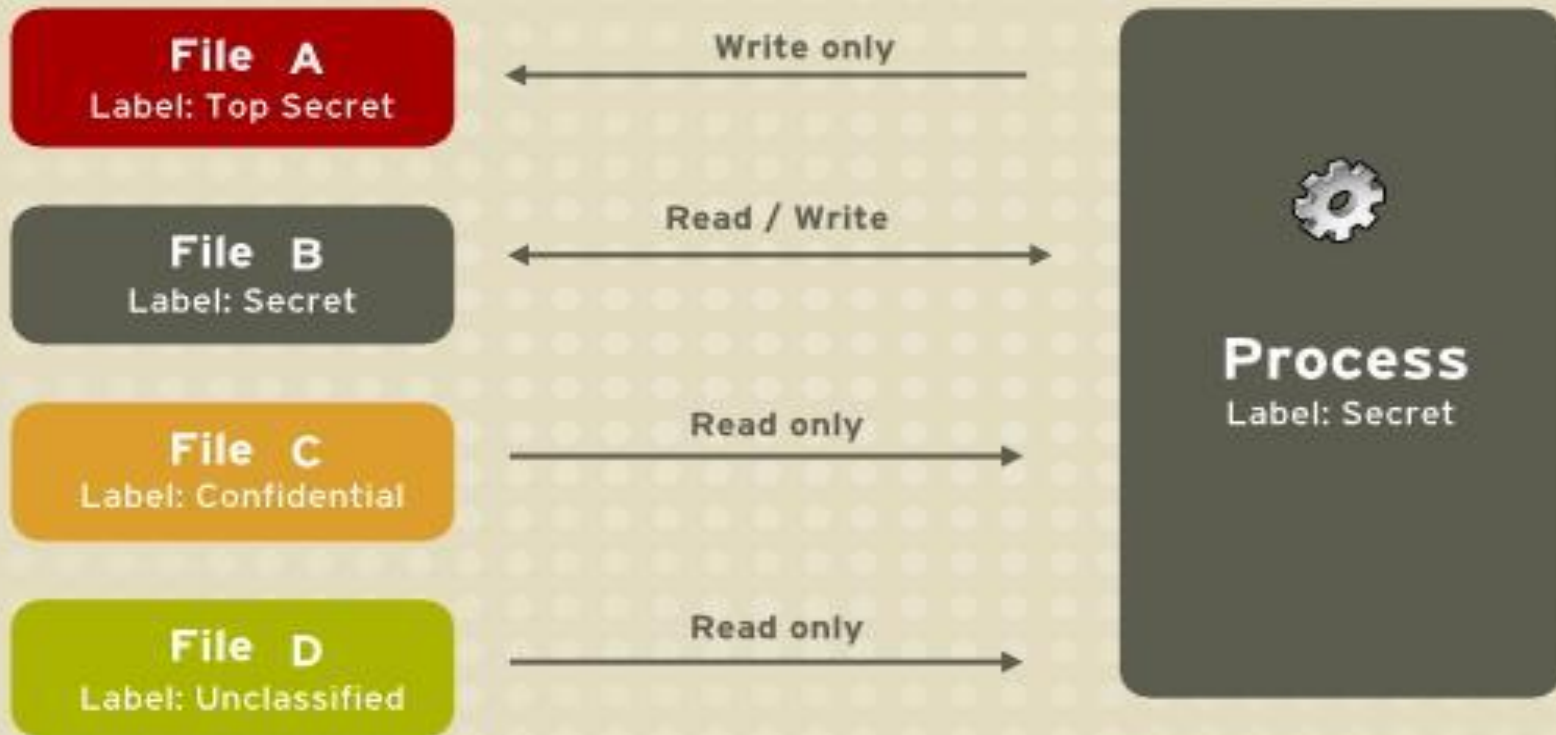 File A
Label: Top Secret
Write only
File B
Label: Secret
Read / Write
File C
Label: Confidential
Read only
File D
Label: Unclassified
Read only
Process
Label: Secret